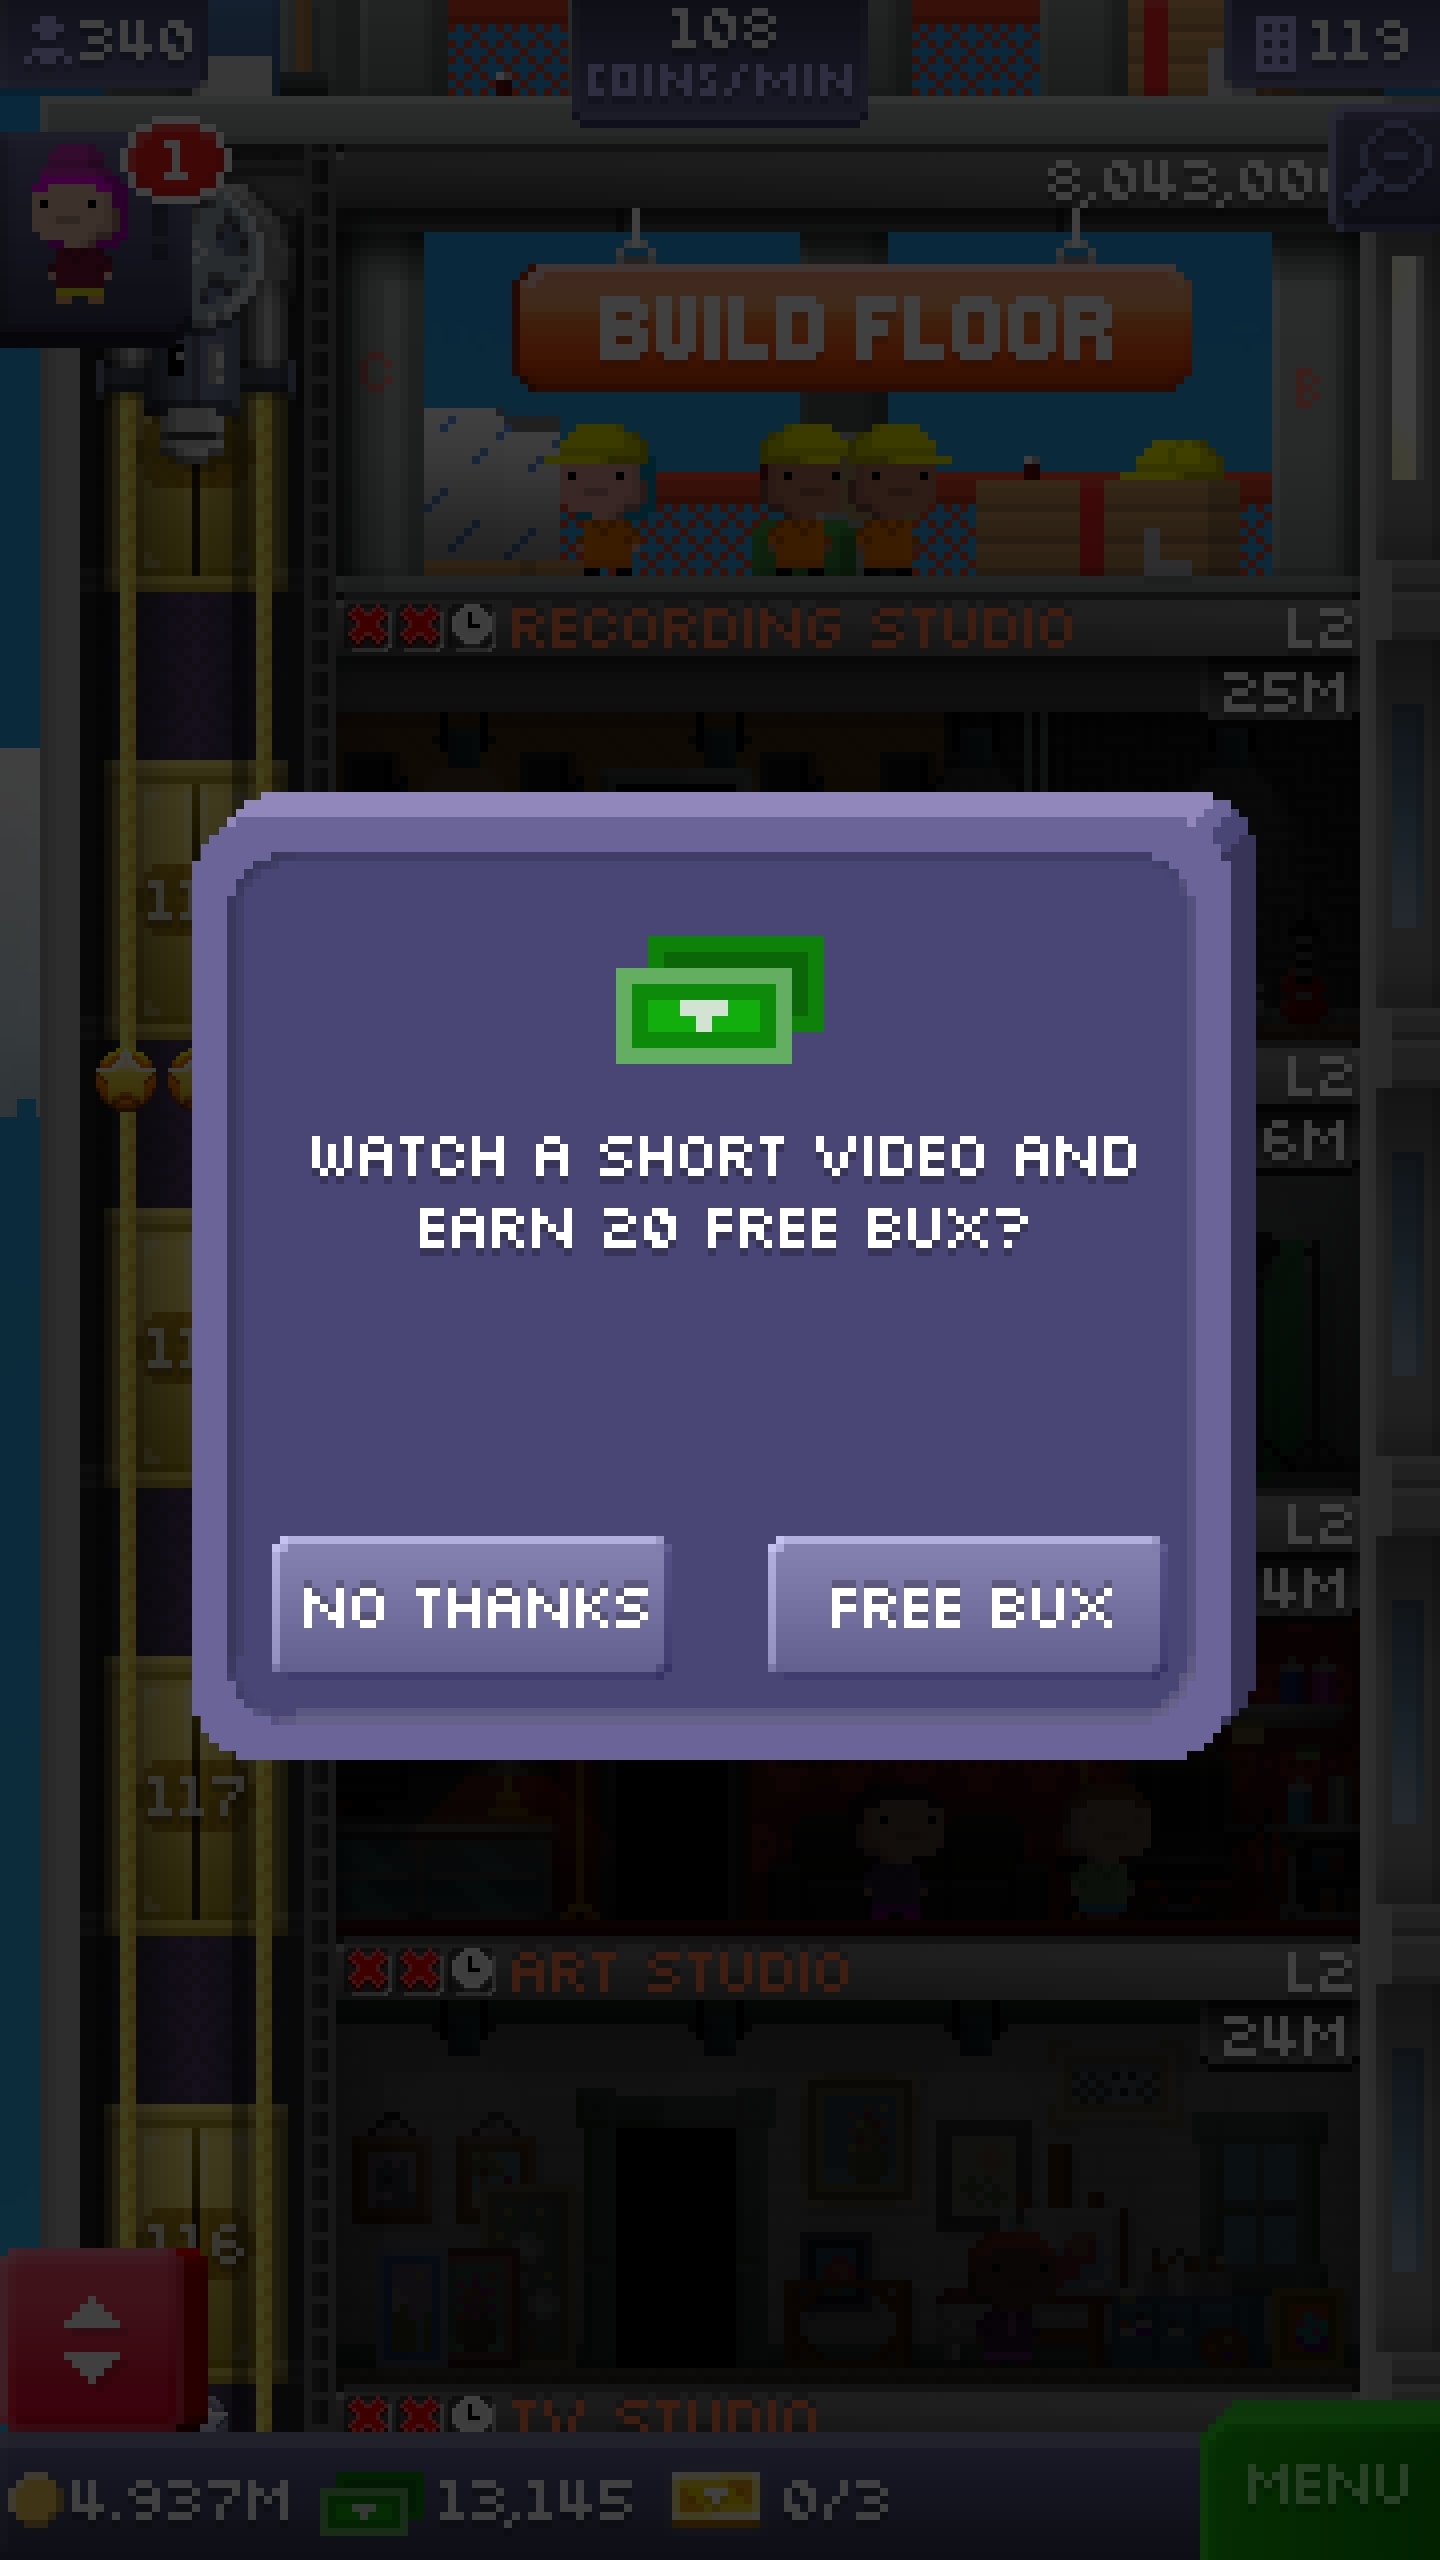 340
108
COINS/MIN
119
1
8,043,00
BUILD FLOOR
C
B
RECORDING STUDIO
L2
25M
L2
6M
WATCH A SHORT VIDEO AND
EARN 20 FREE BUX?
L2
4M
NO THANKS
FREE BUX
117
ART STUDIO
L2
24M
116
TV STUDIO
4.937M
13,145
0/3
MENU